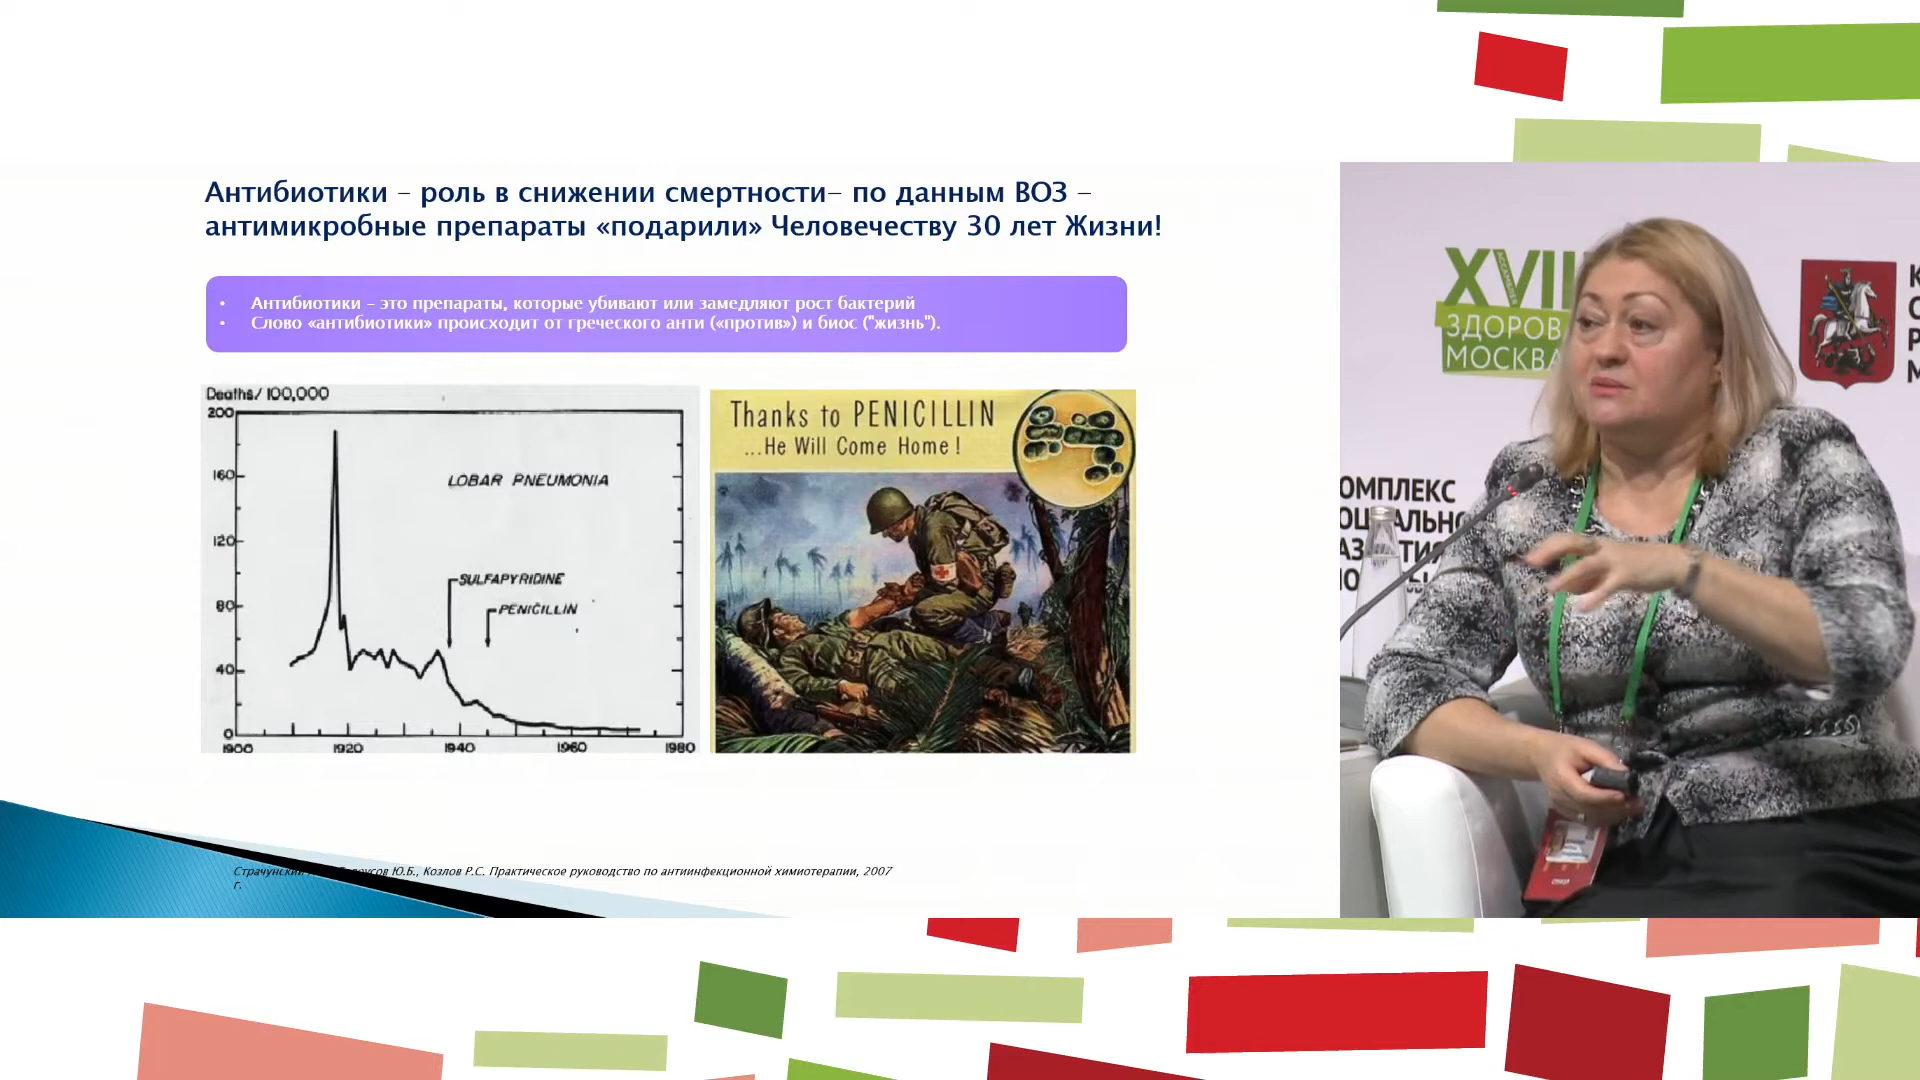 Антибиотики – роль в снижении смертности– по данным ВОЗ –
антимикробные препараты «подарили» Человечеству 30 лет Жизни!
• Антибиотики – это препараты, которые убивают или замедляют рост бактерий
• Слово «антибиотики» происходит от греческого анти («против») и биос ("жизнь").
Deaths/ 100,000
200
160
120
80
40
0
1900 1920 1940 1960 1980
LOBAR PNEUMONIA
SULFAPYRIDINE
PENICILLIN
Thanks to PENICILLIN
...He Will Come Home!
Страчунский Ю.Б., Козлов Р.С. Практическое руководство по антиинфекционной химиотерапии, 2007
г.
XVII
АССАМБЛЕЯ
ЗДОРОВ
МОСКВА
К
С
Р
М
ОМПЛЕКС